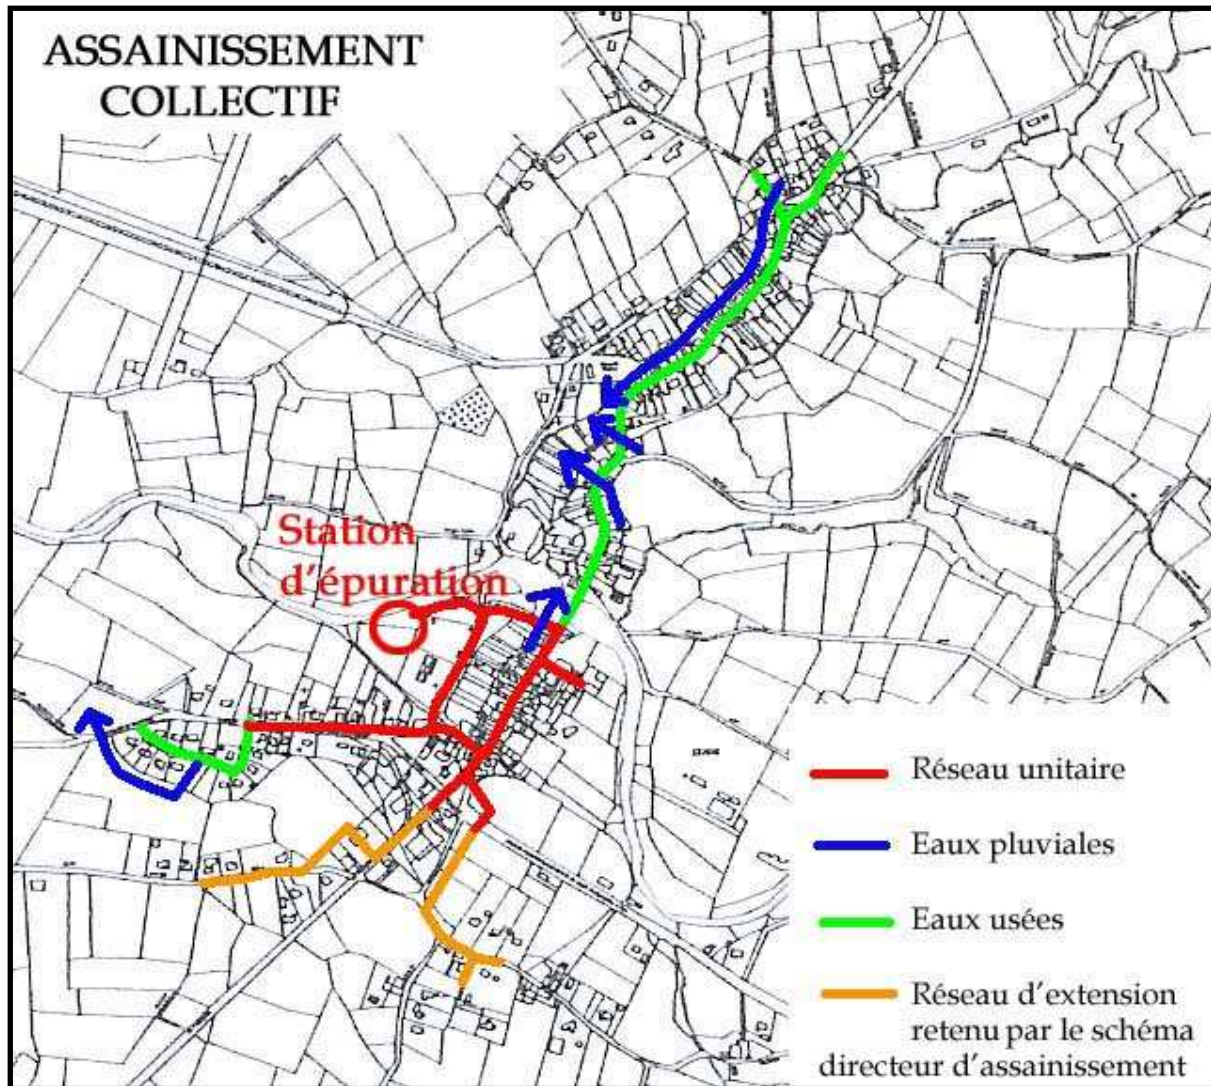 ASSAINISSEMENT
COLLECTIF
Station
d'épuration
Réseau unitaire
Eaux pluviales
Eaux usées
Réseau d'extension
retenu par le schéma
directeur d'assainissement